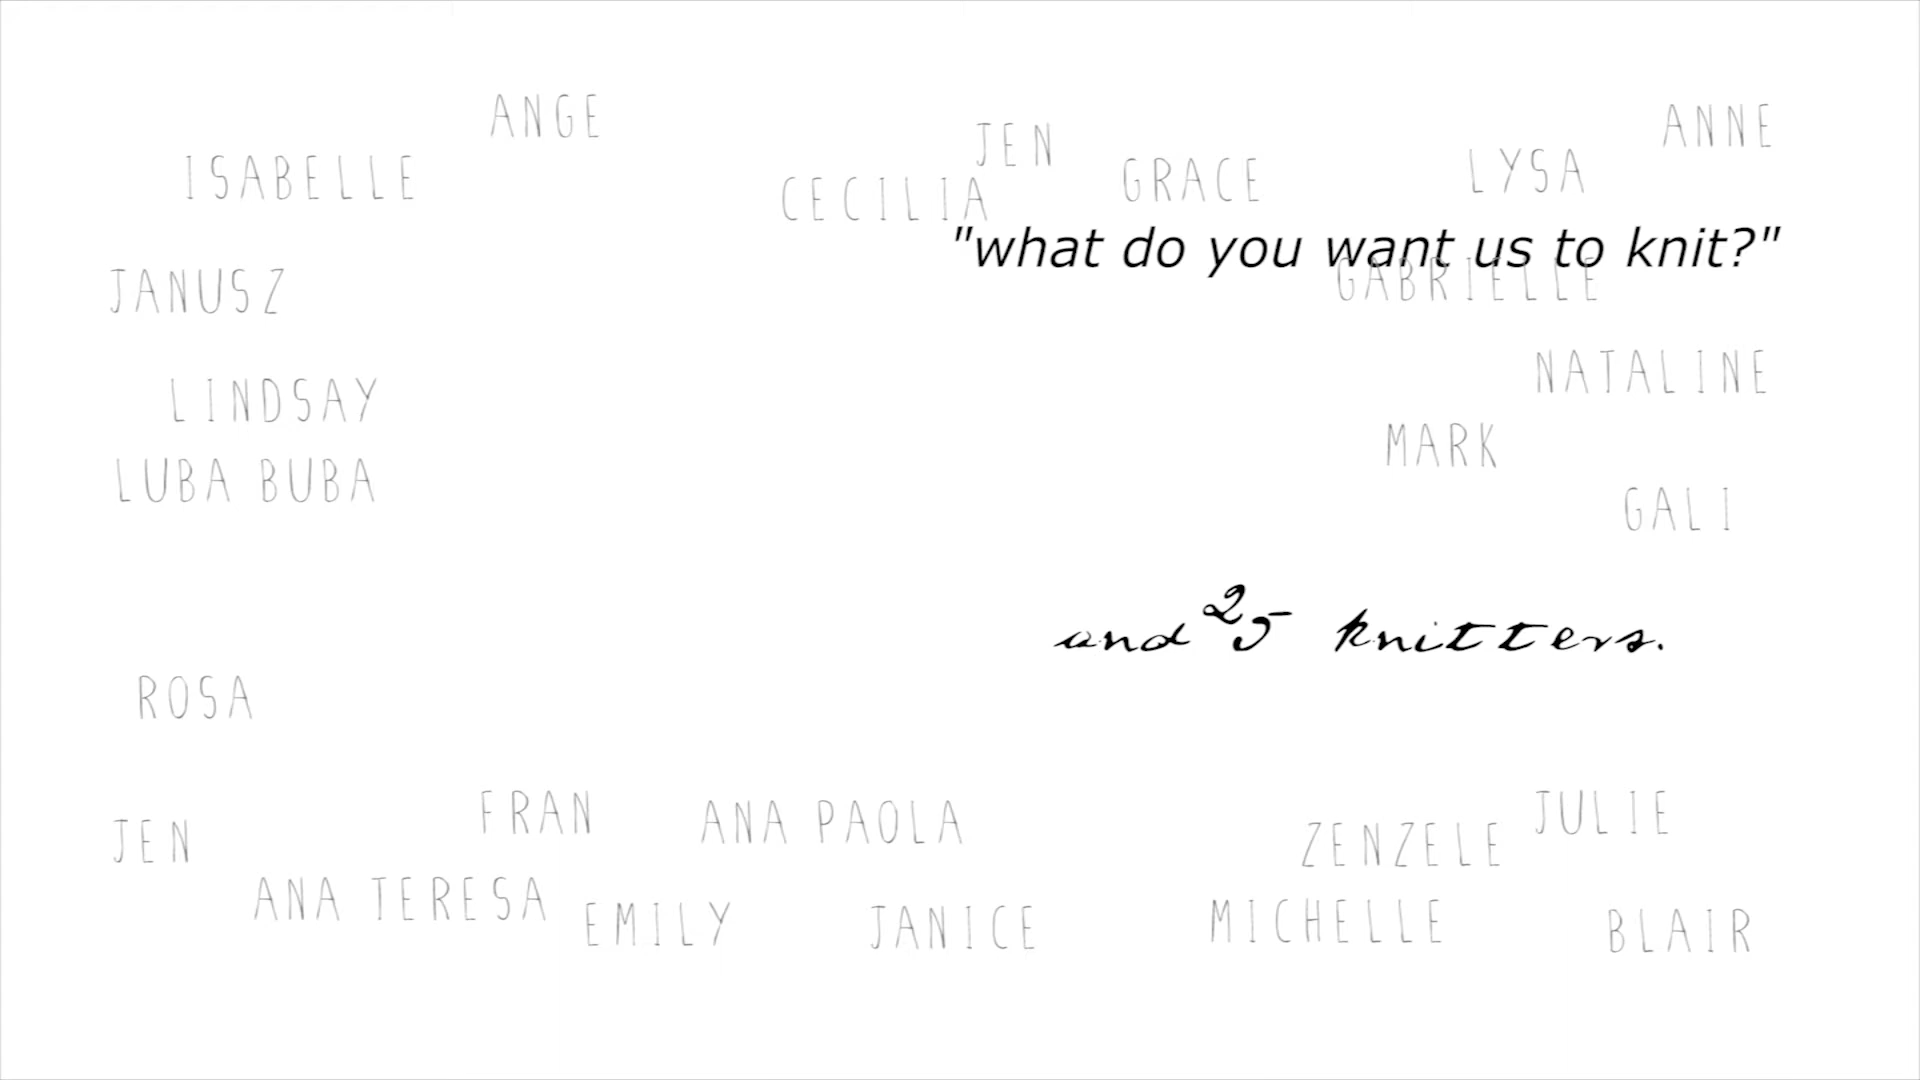 ANGE
ANNE
JEN
ISABELLE
CECILIA
GRACE
LYSA
"what do you want us to knit?"
JANUSZ
GABRIELLE
NATALINE
LINDSAY
MARK
LUBA BUBA
GALI
and 25 knitters.
ROSA
FRAN
ANA PAOLA
JULIE
JEN
ZENZELE
ANA TERESA
EMILY
JANICE
MICHELLE
BLAIR